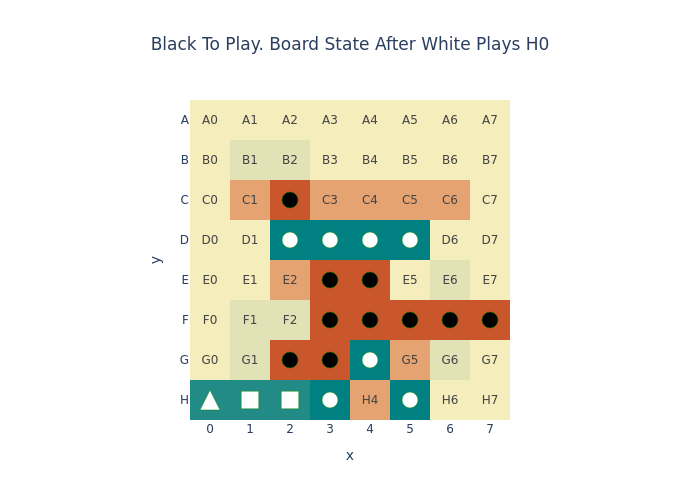 Black To Play. Board State After White Plays H0
A A0 A1 A2 A3 A4 A5 A6 A7
B B0 B1 B2 B3 B4 B5 B6 B7
C C0 C1 C3 C4 C5 C6 C7
D D0 D1 D6 D7
E E0 E1 E2 E5 E6 E7
F F0 F1 F2
G G0 G1 G5 G6 G7
H H4 H6 H7
0 1 2 3 4 5 6 7
x
y